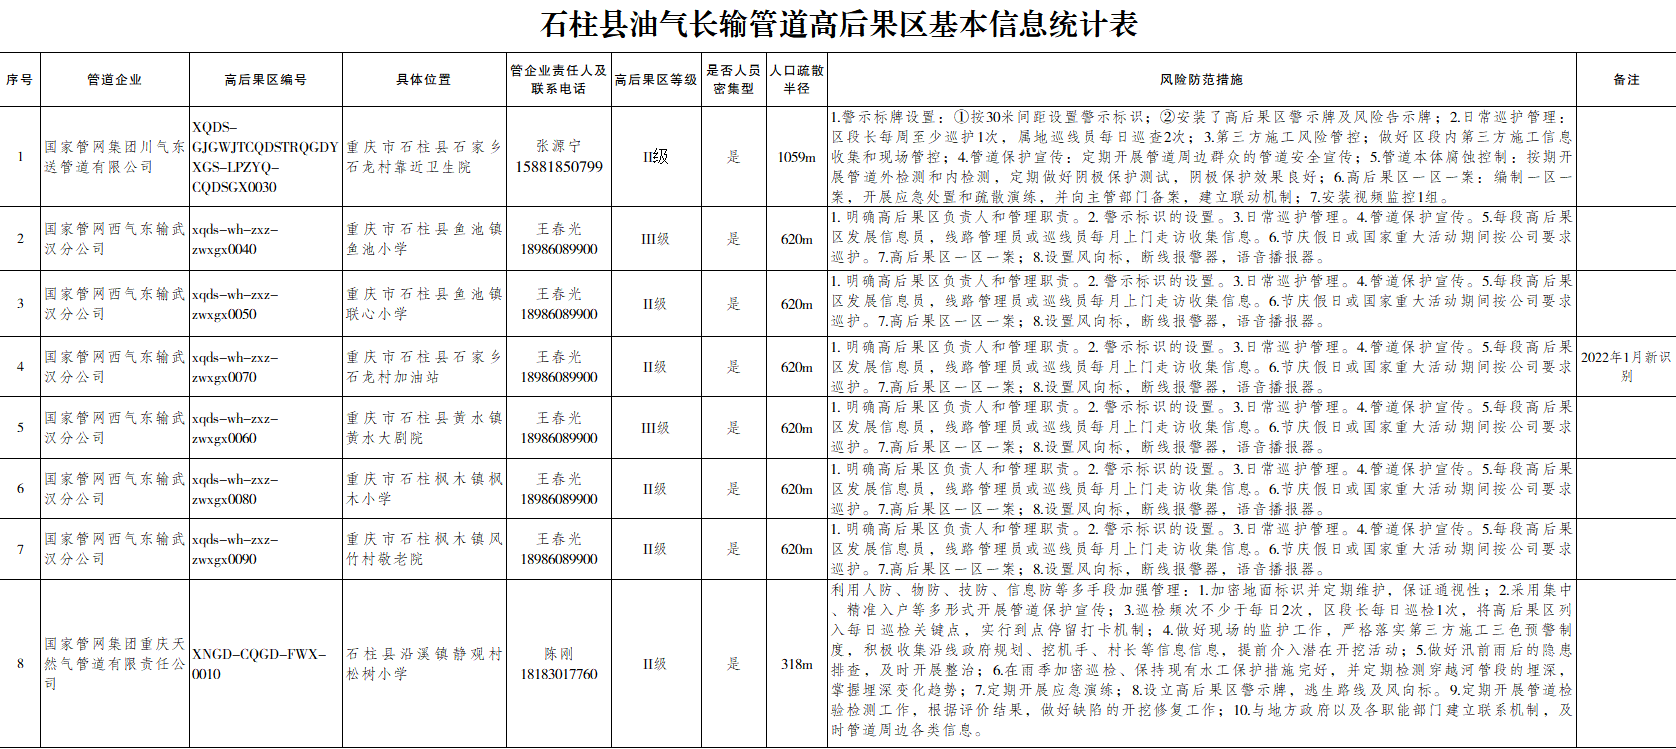 石柱县油气长输管道高后果区基本信息统计表
序号
管道企业
高后果区编号
具体位置
管企业责任人及
联系电话
高后果区等级
是否人员
密集型
人口疏散
半径
风险防范措施
备注
1
国家管网集团川气东
送管道有限公司
XQDS-
GJGWJTCQDSTRQGDY
XGS-LPZYQ-
CQDSGX0030
重庆市石柱县石家乡
石龙村靠近卫生院
张源宁
15881850799
II级
是
1059m
1.警示标牌设置：①按30米间距设置警示标识；②安装了高后果区警示牌及风险告示牌；2.日常巡护管理：
区段长每周至少巡护1次，属地巡线员每日巡查2次；3.第三方施工风险管控；做好区段内第三方施工信息
收集和现场管控；4.管道保护宣传：定期开展管道周边群众的管道安全宣传；5.管道本体腐蚀控制：按期开
展管道外检测和内检测，定期做好阴极保护测试，阴极保护效果良好；6.高后果区一区一案：编制一区一
案，开展应急处置和疏散演练，并向主管部门备案，建立联动机制；7.安装视频监控1组。
2
国家管网西气东输武
汉分公司
xqds-wh-zxz-
zwxgx0040
重庆市石柱县鱼池镇
鱼池小学
王春光
18986089900
III级
是
620m
1. 明确高后果区负责人和管理职责。2. 警示标识的设置。3.日常巡护管理。4.管道保护宣传。5.每段高后果
区发展信息员，线路管理员或巡线员每月上门走访收集信息。6.节庆假日或国家重大活动期间按公司要求
巡护。7.高后果区一区一案；8.设置风向标，断线报警器，语音播报器。
3
国家管网西气东输武
汉分公司
xqds-wh-zxz-
zwxgx0050
重庆市石柱县鱼池镇
联心小学
王春光
18986089900
II级
是
620m
1. 明确高后果区负责人和管理职责。2. 警示标识的设置。3.日常巡护管理。4.管道保护宣传。5.每段高后果
区发展信息员，线路管理员或巡线员每月上门走访收集信息。6.节庆假日或国家重大活动期间按公司要求
巡护。7.高后果区一区一案；8.设置风向标，断线报警器，语音播报器。
4
国家管网西气东输武
汉分公司
xqds-wh-zxz-
zwxgx0070
重庆市石柱县石家乡
石龙村加油站
王春光
18986089900
II级
是
620m
1. 明确高后果区负责人和管理职责。2. 警示标识的设置。3.日常巡护管理。4.管道保护宣传。5.每段高后果
区发展信息员，线路管理员或巡线员每月上门走访收集信息。6.节庆假日或国家重大活动期间按公司要求
巡护。7.高后果区一区一案；8.设置风向标，断线报警器，语音播报器。
2022年1月新识
别
5
国家管网西气东输武
汉分公司
xqds-wh-zxz-
zwxgx0060
重庆市石柱县黄水镇
黄水大剧院
王春光
18986089900
III级
是
620m
1. 明确高后果区负责人和管理职责。2. 警示标识的设置。3.日常巡护管理。4.管道保护宣传。5.每段高后果
区发展信息员，线路管理员或巡线员每月上门走访收集信息。6.节庆假日或国家重大活动期间按公司要求
巡护。7.高后果区一区一案；8.设置风向标，断线报警器，语音播报器。
6
国家管网西气东输武
汉分公司
xqds-wh-zxz-
zwxgx0080
重庆市石柱枫木镇枫
木小学
王春光
18986089900
II级
是
620m
1. 明确高后果区负责人和管理职责。2. 警示标识的设置。3.日常巡护管理。4.管道保护宣传。5.每段高后果
区发展信息员，线路管理员或巡线员每月上门走访收集信息。6.节庆假日或国家重大活动期间按公司要求
巡护。7.高后果区一区一案；8.设置风向标，断线报警器，语音播报器。
7
国家管网西气东输武
汉分公司
xqds-wh-zxz-
zwxgx0090
重庆市石柱枫木镇风
竹村敬老院
王春光
18986089900
II级
是
620m
1. 明确高后果区负责人和管理职责。2. 警示标识的设置。3.日常巡护管理。4.管道保护宣传。5.每段高后果
区发展信息员，线路管理员或巡线员每月上门走访收集信息。6.节庆假日或国家重大活动期间按公司要求
巡护。7.高后果区一区一案；8.设置风向标，断线报警器，语音播报器。
8
国家管网集团重庆天
然气管道有限责任公
司
XNGD-CQGD-FWX-
0010
石柱县沿溪镇静观村
松树小学
陈刚
18183017760
II级
是
318m
利用人防、物防、技防、信息防等多手段加强管理：1.加密地面标识并定期维护，保证通视性；2.采用集中
、精准入户等多形式开展管道保护宣传；3.巡检频次不少于每日2次，区段长每日巡检1次，将高后果区列
入每日巡检关键点，实行到点停留打卡机制；4.做好现场的监护工作，严格落实第三方施工三色预警制
度，积极收集沿线政府规划、挖机手、村长等信息信息，提前介入潜在开挖活动；5.做好汛前雨后的隐患
排查，及时开展整治；6.在雨季加密巡检、保持现有水工保护措施完好，并定期检测穿越河管段的埋深，
掌握埋深变化趋势；7.定期开展应急演练；8.设立高后果区警示牌，逃生路线及风向标。9.定期开展管道检
验检测工作，根据评价结果，做好缺陷的开挖修复工作；10.与地方政府以及各职能部门建立联系机制，及
时管道周边各类信息。